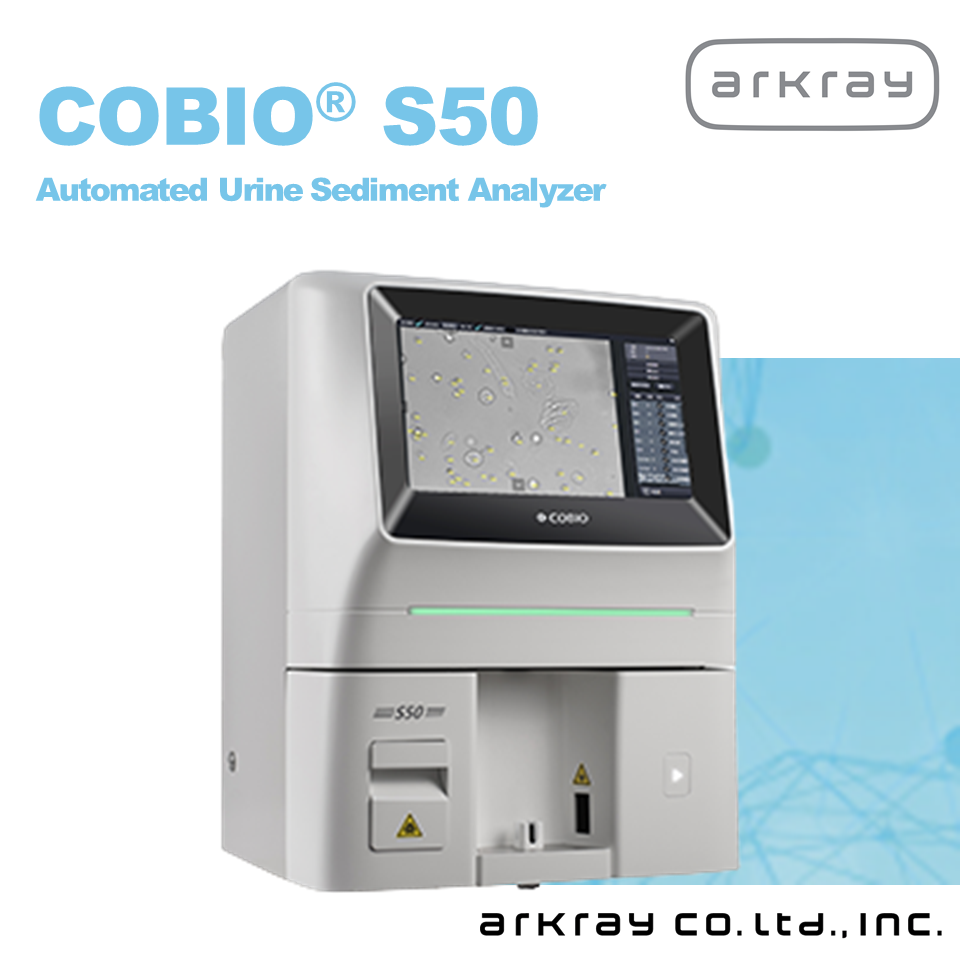 COBIO® S50
arkray
Automated Urine Sediment Analyzer
COBIO
S50
arkray co.Ltd.,Inc.